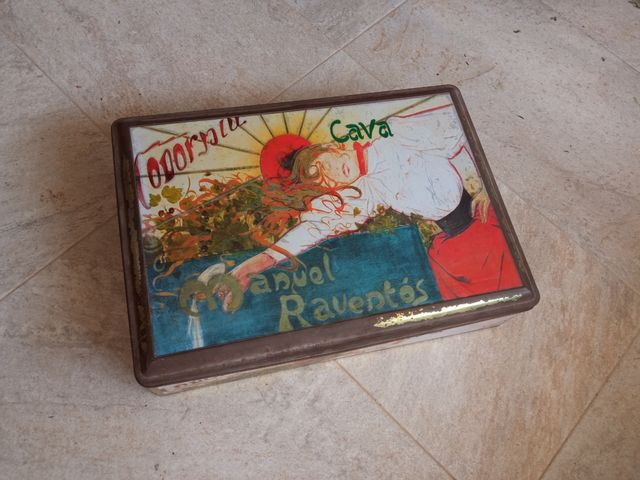 Codorniu
Cava
Manuel
Raventós